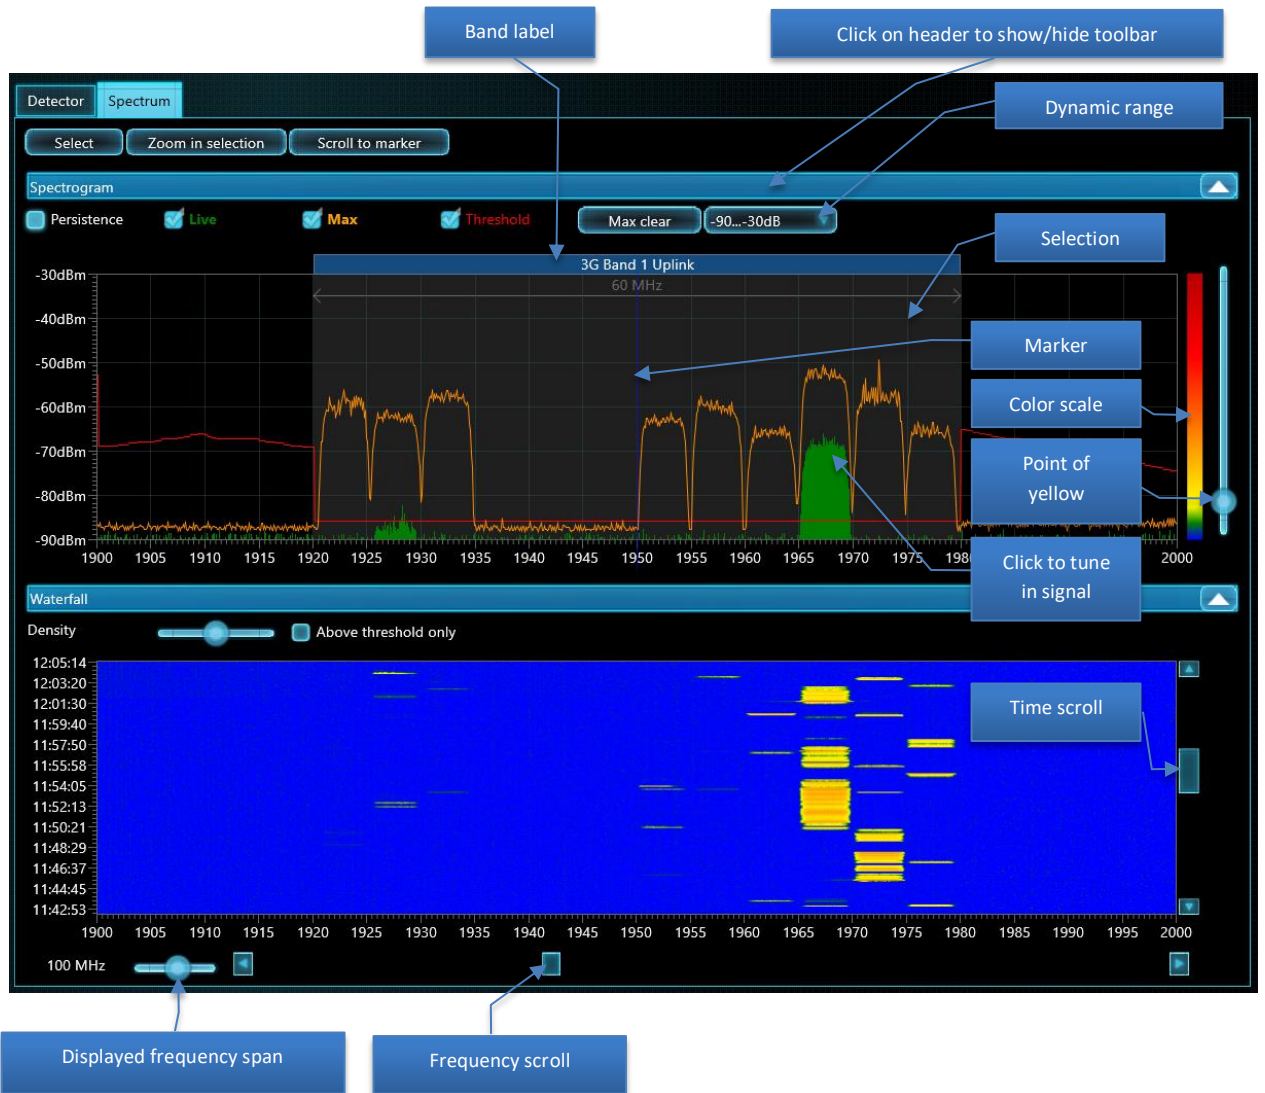 Band label
Click on header to show/hide toolbar
Detector
Spectrum
Dynamic range
Select
Zoom in selection
Scroll to marker
Spectrogram
Persistence
Live
Max
Threshold
Max clear
-90...-30dB
Selection
3G Band 1 Uplink
60 MHz
-30dBm
-40dBm
-50dBm
-60dBm
-70dBm
-80dBm
-90dBm
Marker
Color scale
Point of
yellow
Click to tune
in signal
1900 1905 1910 1915 1920 1925 1930 1935 1940 1945 1950 1955 1960 1965 1970 1975 198 2000
Waterfall
Density
Above threshold only
12:05:14
12:03:20
12:01:30
11:59:40
11:57:50
11:55:58
11:54:05
11:52:13
11:50:21
11:48:29
11:46:37
11:44:45
11:42:53
Time scroll
1900 1905 1910 1915 1920 1925 1930 1935 1940 1945 1950 1955 1960 1965 1970 1975 1980 1985 1990 1995 2000
100 MHz
Displayed frequency span
Frequency scroll